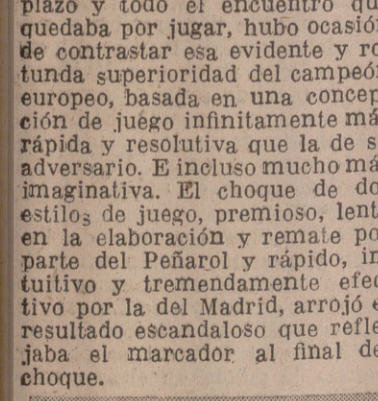 plazo y todo el encuentro qu
quedaba por jugar, hubo ocasió
de contrastar esa evidente y ro
tunda superioridad del campeó
europeo, basada en una concep
ción de juego infinitamente má
rápida y resolutiva que la de s
adversario. E incluso mucho má
imaginativa. El choque de do
estilos de juego, premioso, lent
en la elaboración y remate po
parte del Peñarol y rápido, in
tuitivo y tremendamente efec
tivo por la del Madrid, arrojó e
resultado escandaloso que refle
jaba el marcador al final de
choque.